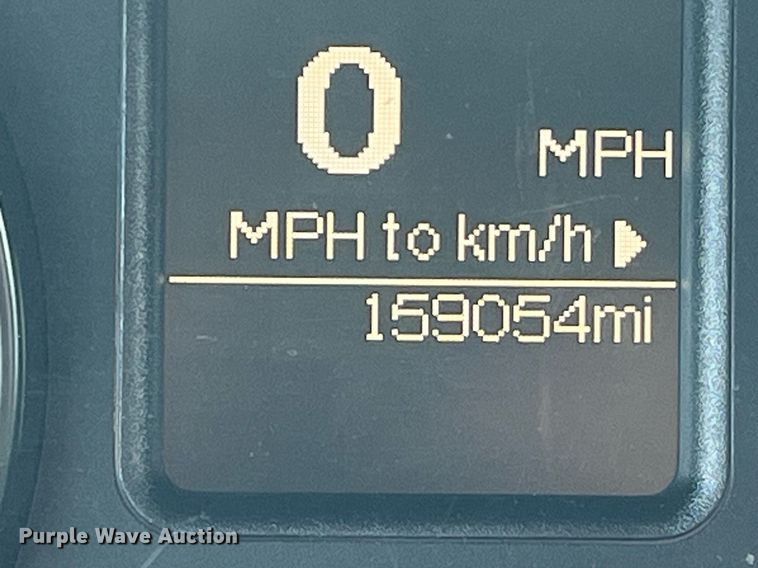 0
MPH
MPH to km/h ▶
159054mi
Purple Wave Auction